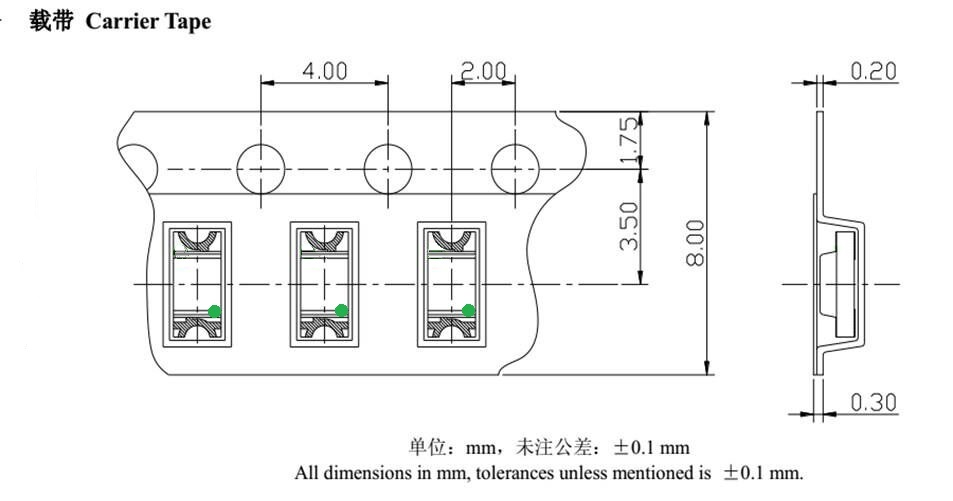 载带 Carrier Tape
4.00
2.00
0.20
1.75
3.50
8.00
0.30
单位：mm，未注公差：±0.1 mm
All dimensions in mm, tolerances unless mentioned is ±0.1 mm.